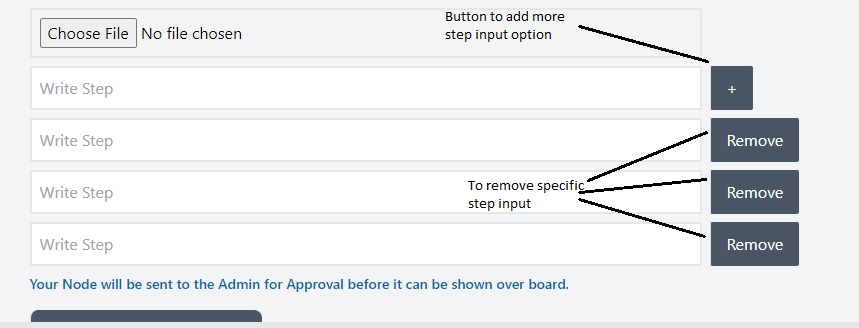 Button to add more
step input option
Choose File No file chosen
Write Step
+
Write Step
Remove
To remove specific
step input
Write Step
Remove
Write Step
Remove
Your Node will be sent to the Admin for Approval before it can be shown over board.